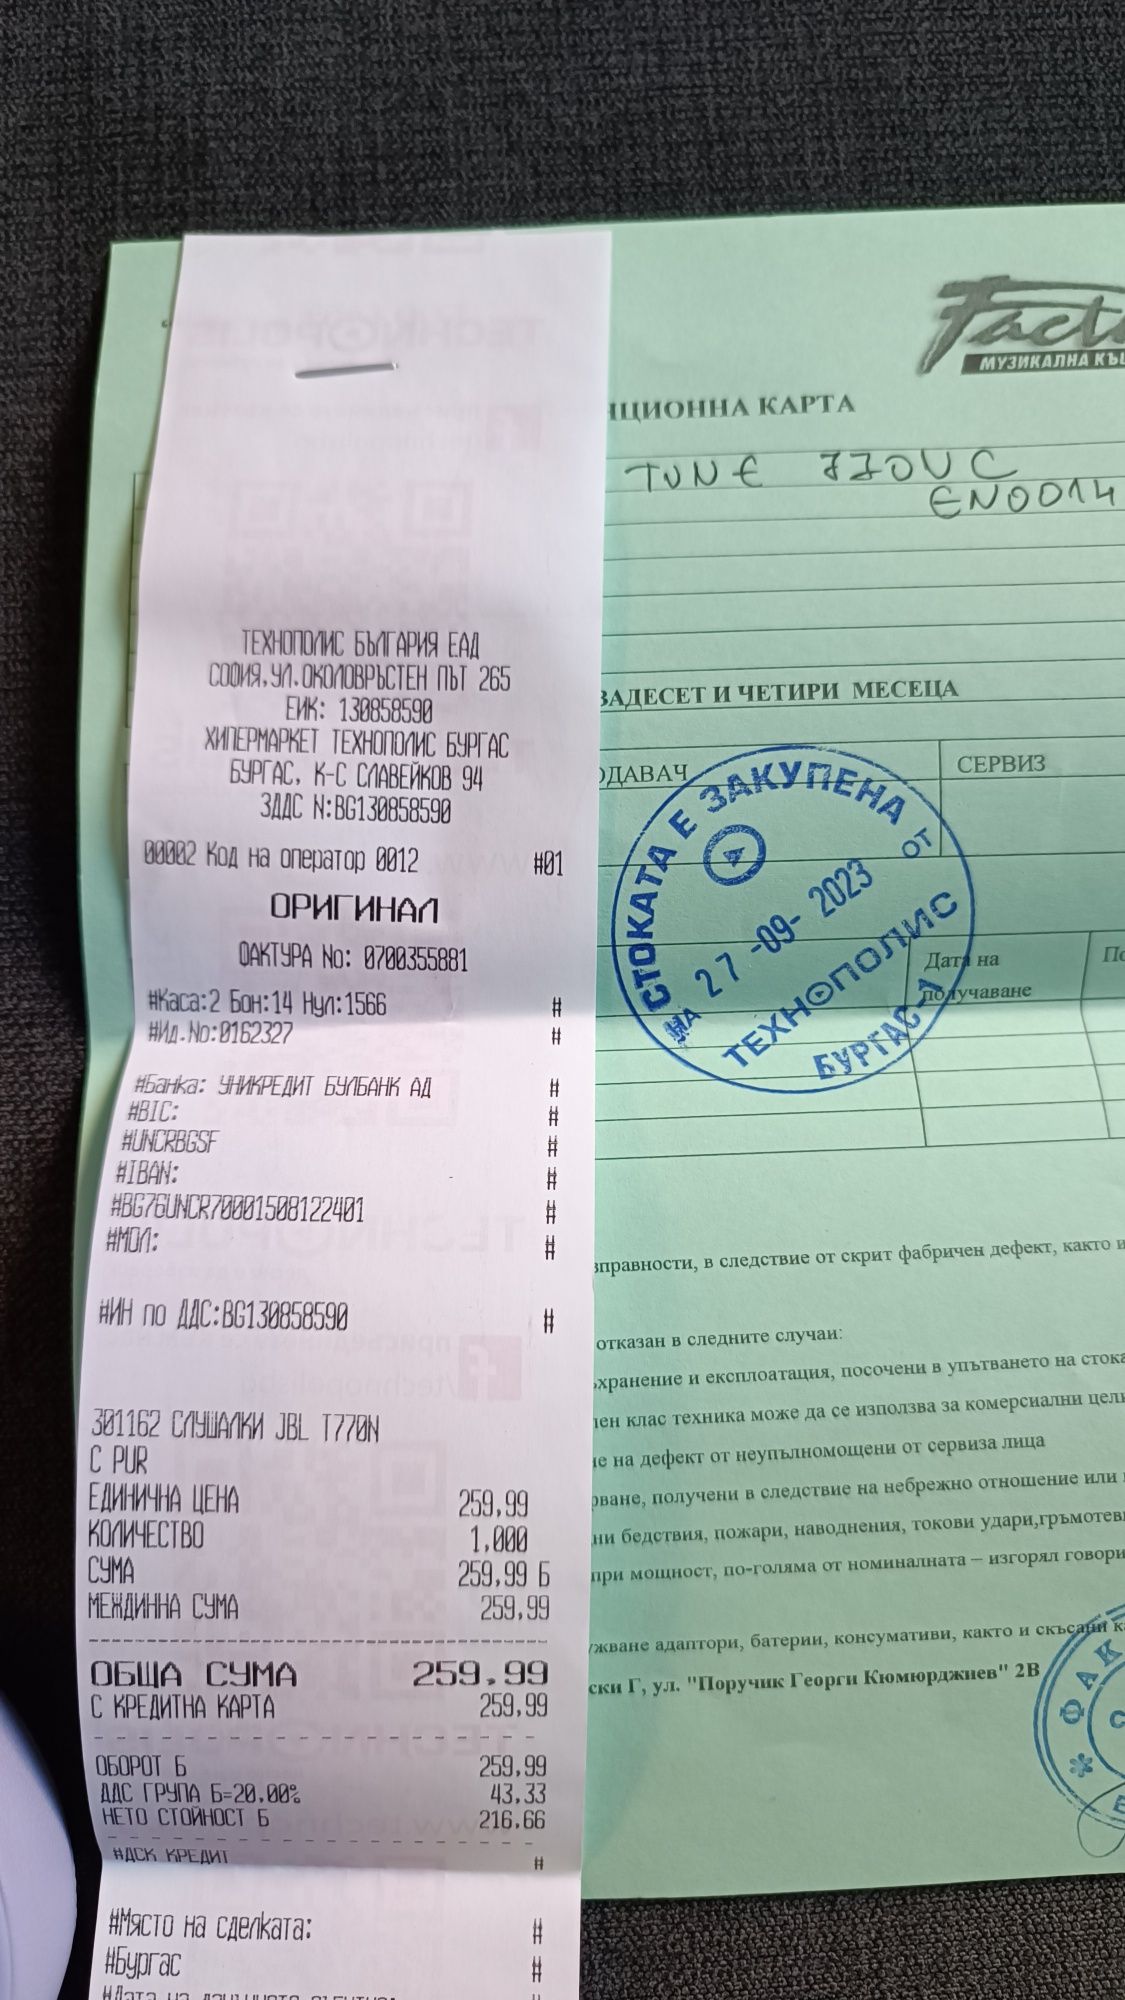 Facto
МУЗИКАЛНА КЪЩ
ЦИОННА КАРТА
TUNE 770NC
EN0014
ТЕХНОПОЛИС БЪЛГАРИЯ ЕАД
СОФИЯ,УЛ.ОКОЛОВРЪСТЕН ПЪТ 265
ЕИК: 130858590
ХИПЕРМАРКЕТ ТЕХНОПОЛИС БУРГАС
БУРГАС, К-С СЛАВЕЙКОВ 94
ЗДДС N:BG130858590
00002 Код на оператор 0012 #01
ОРИГИНАЛ
ФАКТУРА No: 0700355881
#Каса:2 Бон:14 Нул:1566 #
#Ид.No:0162327 #
#Банка: УНИКРЕДИТ БУЛБАНК АД #
#BIC: #
#UNCRBGSF #
#IBAN: #
#BG76UNCR70001508122401 #
#МОЛ: #
#ИН по ДДС:BG130858590 #
301162 СЛУШАЛКИ JBL T770N
C PUR
ЕДИНИЧНА ЦЕНА 259,99
КОЛИЧЕСТВО 1,000
СУМА 259,99 Б
МЕЖДИННА СУМА 259,99
ОБЩА СУМА 259.99
С КРЕДИТНА КАРТА 259,99
ОБОРОТ Б 259.99
ДДС ГРУПА Б=20.00% 43.33
НЕТО СТОЙНОСТ Б 216.66
#ДСК КРЕДИТ #
#Място на сделката: #
#Бургас #
ВАДЕСЕТ И ЧЕТИРИ МЕСЕЦА
ОДАВАЧ
СЕРВИЗ
СТОКАТА Е ЗАКУПЕНА ОТ
НА 27 -09- 2023
ТЕХНОПОЛИС
БУРГАС-1
Дата на
получаване
По
зправности, в следствие от скрит фабричен дефект, както и
отказан в следните случаи:
ъхранение и експлоатация, посочени в упътването на стока
лен клас техника може да се използва за комерсиални цели
е на дефект от неупълномощени от сервиза лица
ване, получени в следствие на небрежно отношение или
ни бедствия, пожари, наводнения, токови удари,гръмотев
при мощност, по-голяма от номиналната – изгорял говори
жване адаптори, батерии, консумативи, както и скъсани ка
ски Г, ул. "Поручик Георги Кюмюрджиев" 2В
ФАК